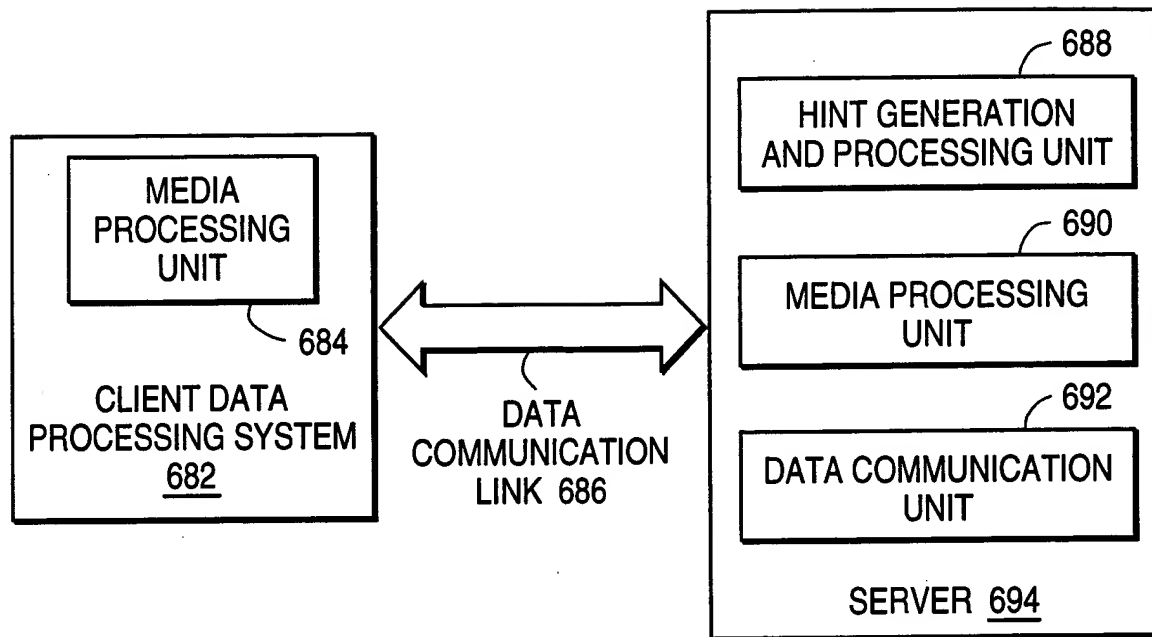 MEDIA
PROCESSING
UNIT
684
CLIENT DATA
PROCESSING SYSTEM
682
DATA
COMMUNICATION
LINK 686
688
HINT GENERATION
AND PROCESSING UNIT
690
MEDIA PROCESSING
UNIT
692
DATA COMMUNICATION
UNIT
SERVER 694